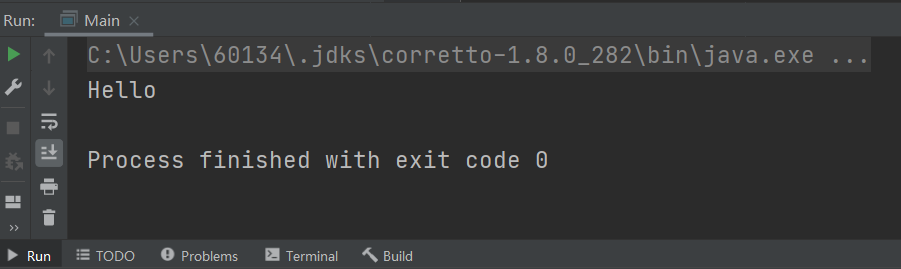 Run: Main
C:\Users\60134\.jdks\corretto-1.8.0_282\bin\java.exe ...
Hello
Process finished with exit code 0
Run TODO Problems Terminal Build